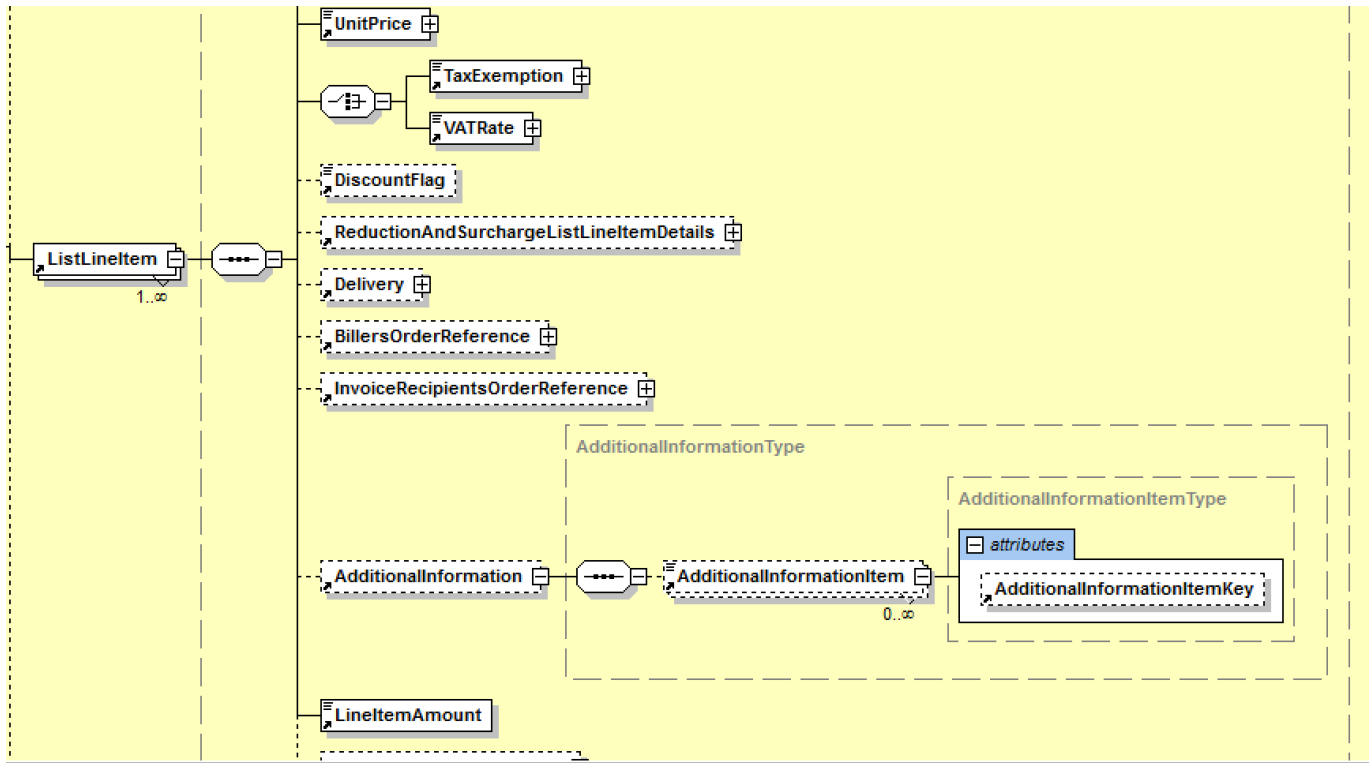 UnitPrice
TaxExemption
VATRate
DiscountFlag
ReductionAndSurchargeListLineItemDetails
ListLineItem
1..∞
Delivery
BillersOrderReference
InvoiceRecipientsOrderReference
AdditionalInformationType
AdditionalInformationItemType
attributes
AdditionalInformation
AdditionalInformationItem
0..∞
AdditionalInformationItemKey
LineItemAmount